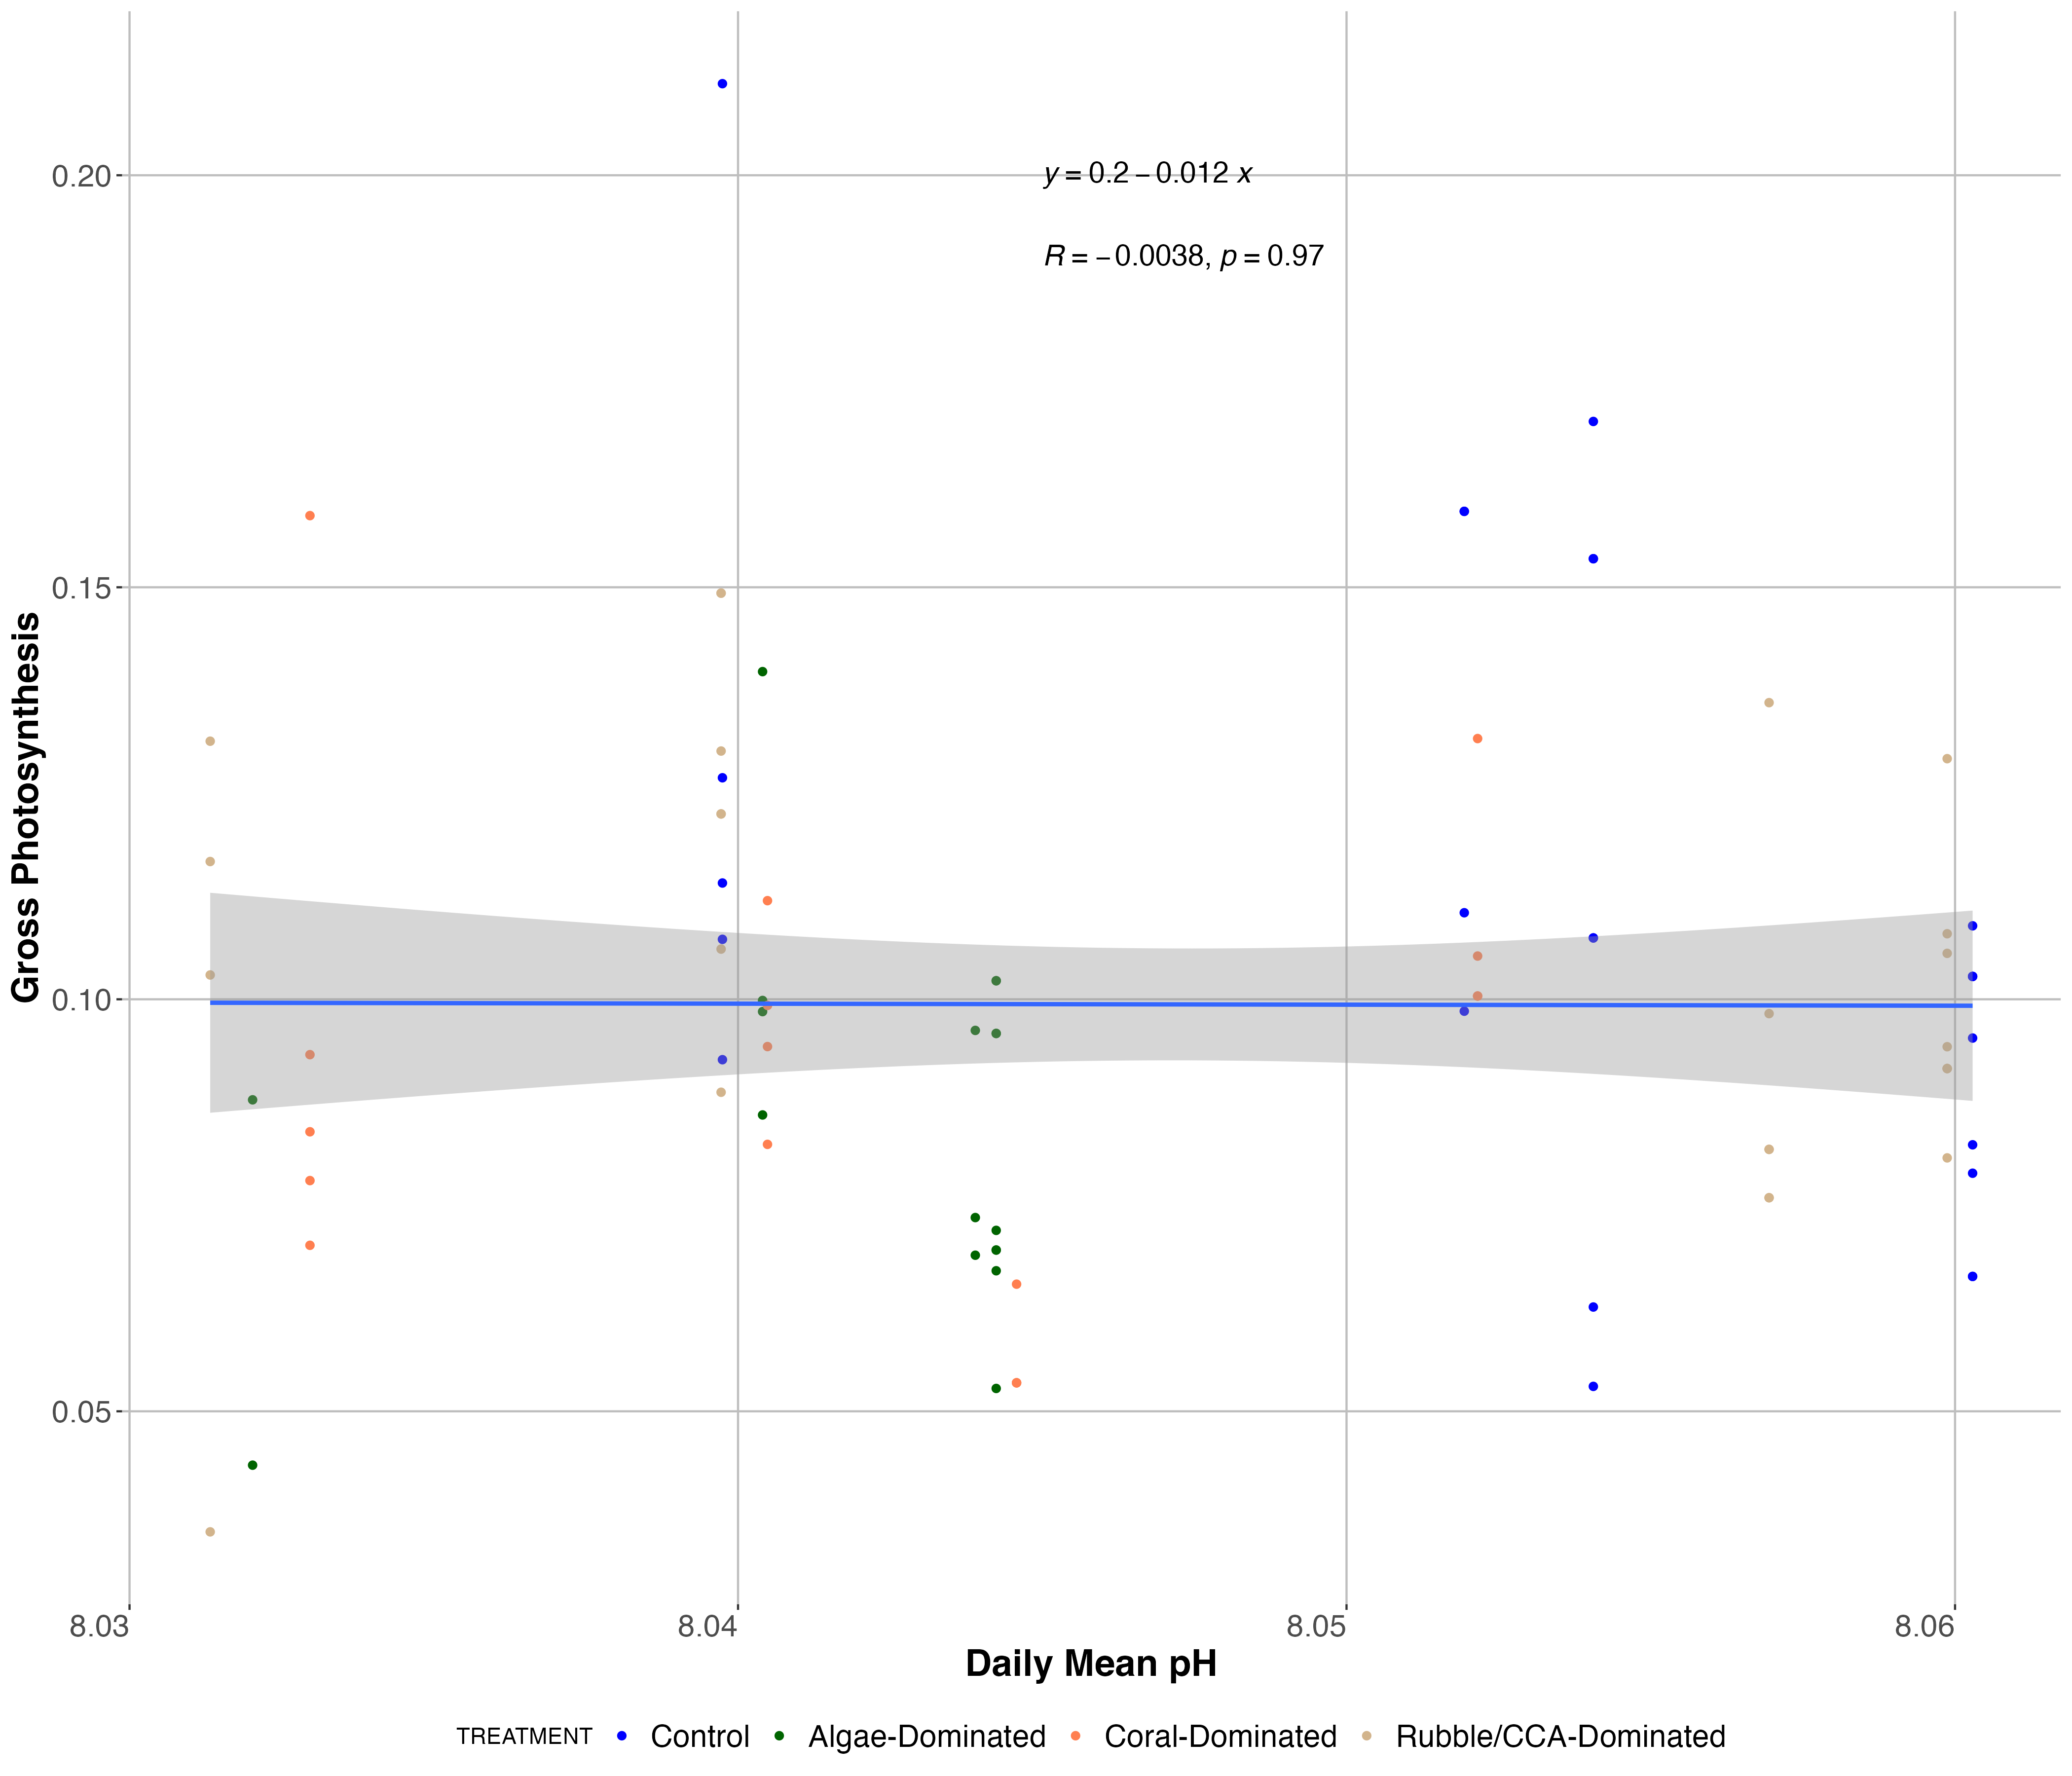 0.20
y = 0.2 – 0.012 x
R = – 0.0038, p = 0.97
0.15
Gross Photosynthesis
0.10
0.05
8.03 8.04 8.05 8.06
Daily Mean pH
TREATMENT Control Algae-Dominated Coral-Dominated Rubble/CCA-Dominated